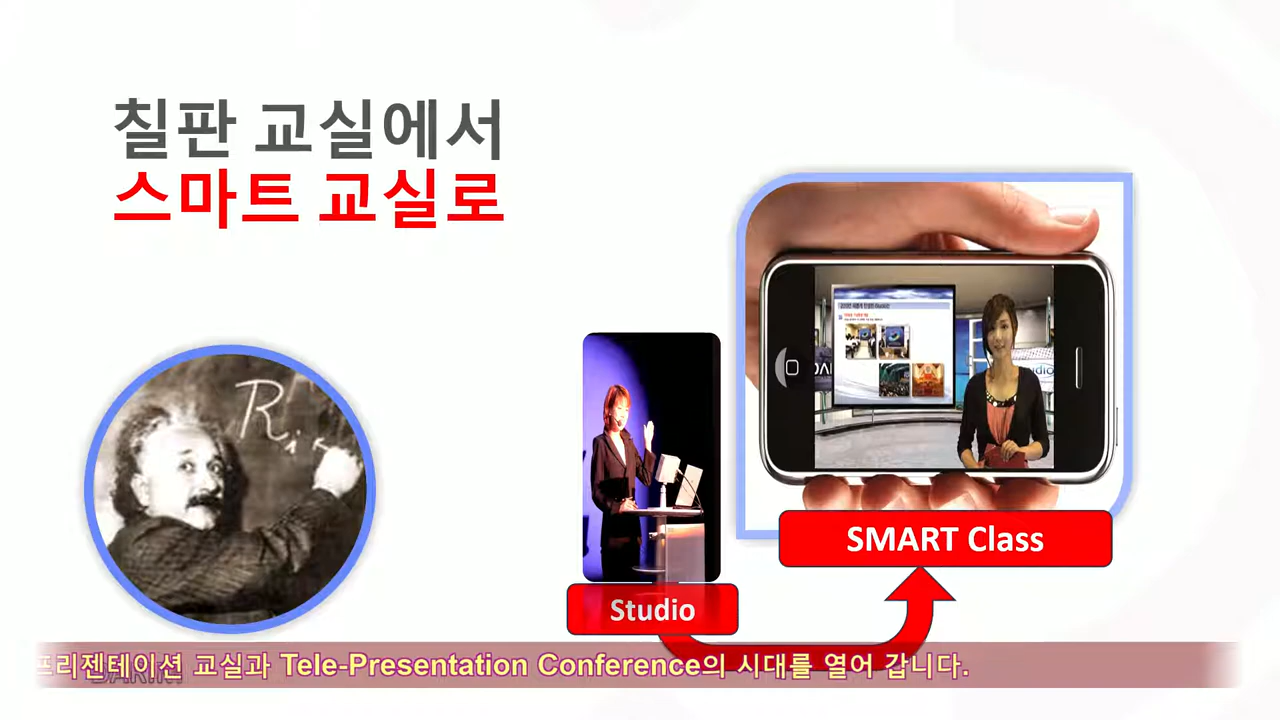 칠판 교실에서
스마트 교실로
SMART Class
Studio
프리젠테이션 교실과 Tele-Presentation Conference의 시대를 열어 갑니다.